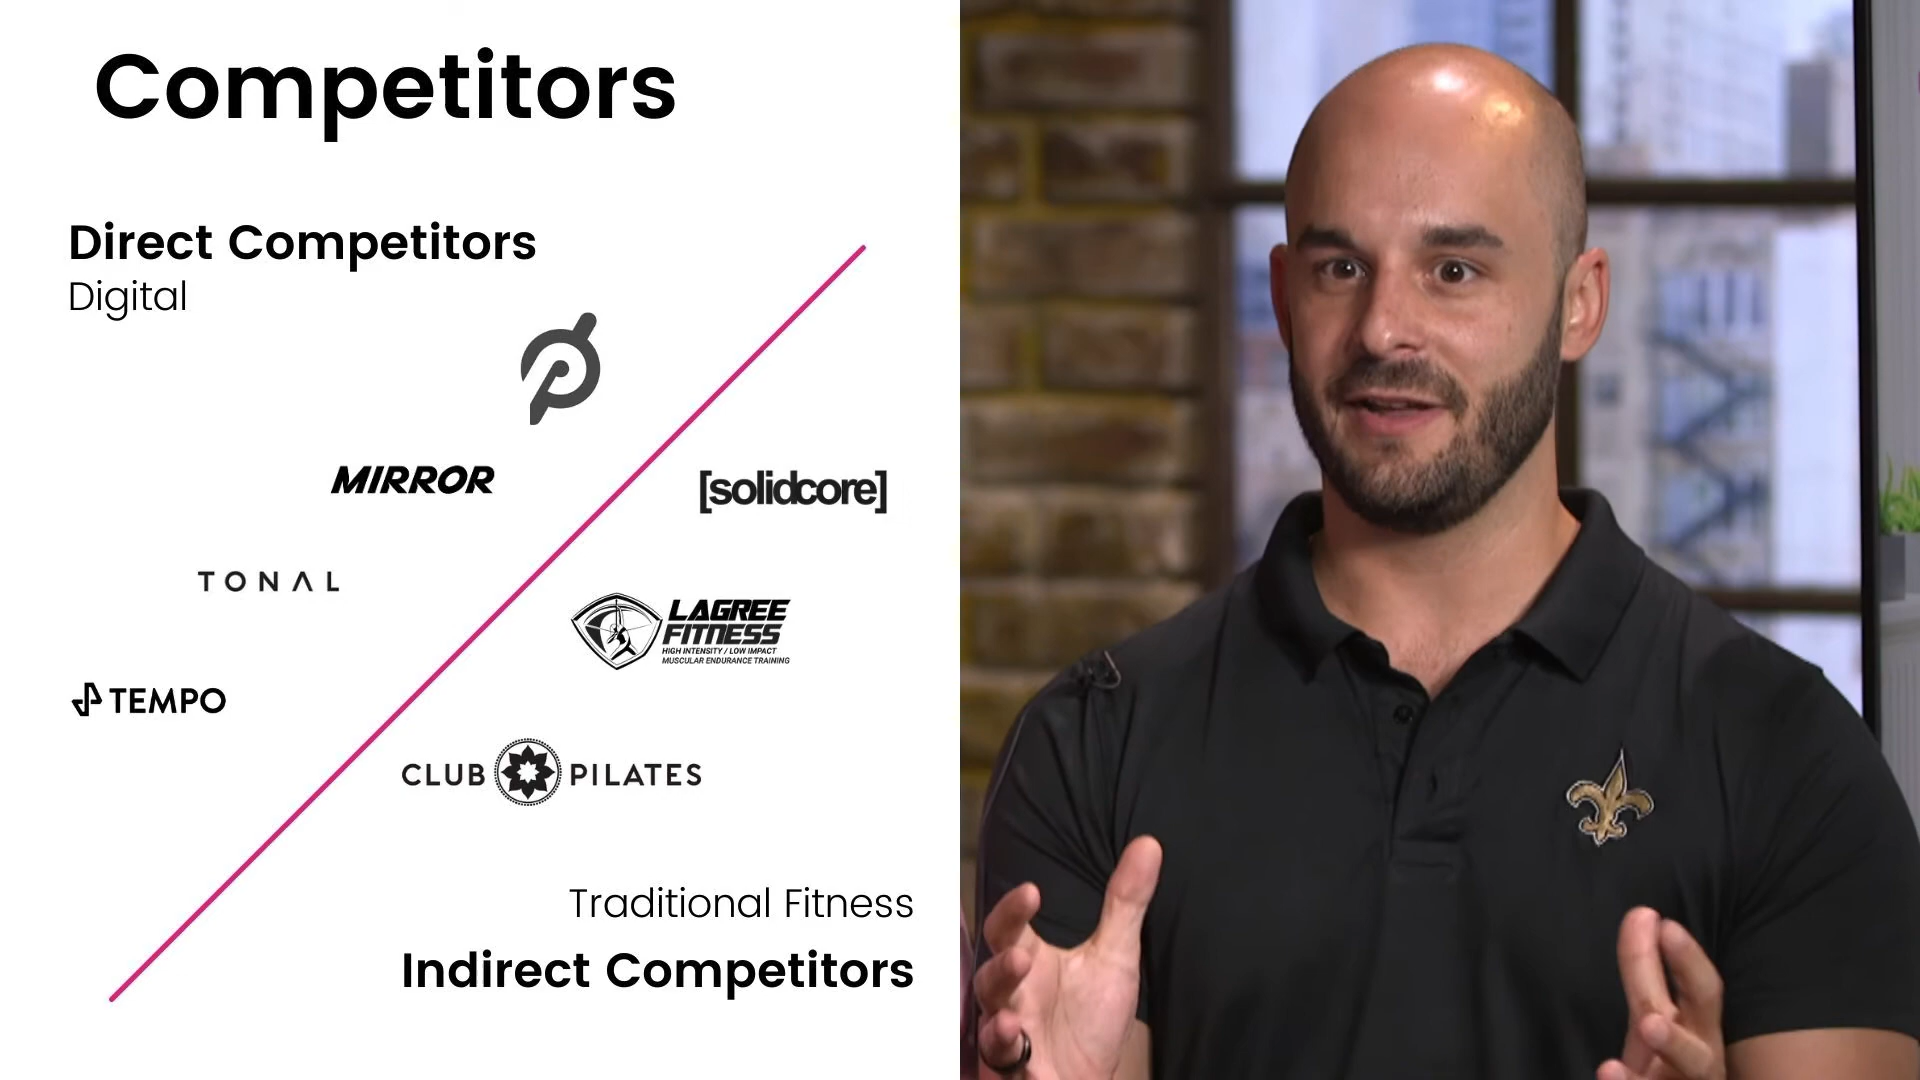 Competitors
Direct Competitors
Digital
MIRROR
[solidcore]
TONAL
LAGREE
FITNESS
HIGH INTENSITY / LOW IMPACT
MUSCULAR ENDURANCE TRAINING
TEMPO
CLUB PILATES
Traditional Fitness
Indirect Competitors